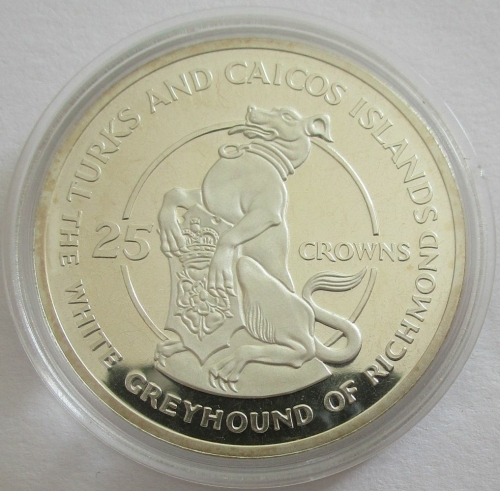 TURKS AND CAICOS ISLANDS
25 CROWNS
THE WHITE GREYHOUND OF RICHMOND